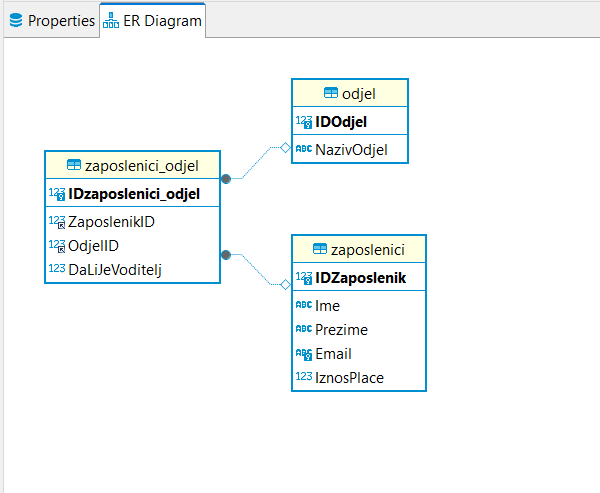 Properties
ER Diagram
odjel
123 IDOdjel
ABC NazivOdjel
zaposlenici_odjel
123 IDzaposlenici_odjel
123 ZaposlenikID
123 OdjelID
123 DaLiJeVoditelj
zaposlenici
123 IDZaposlenik
ABC Ime
ABC Prezime
ABC Email
123 IznosPlace